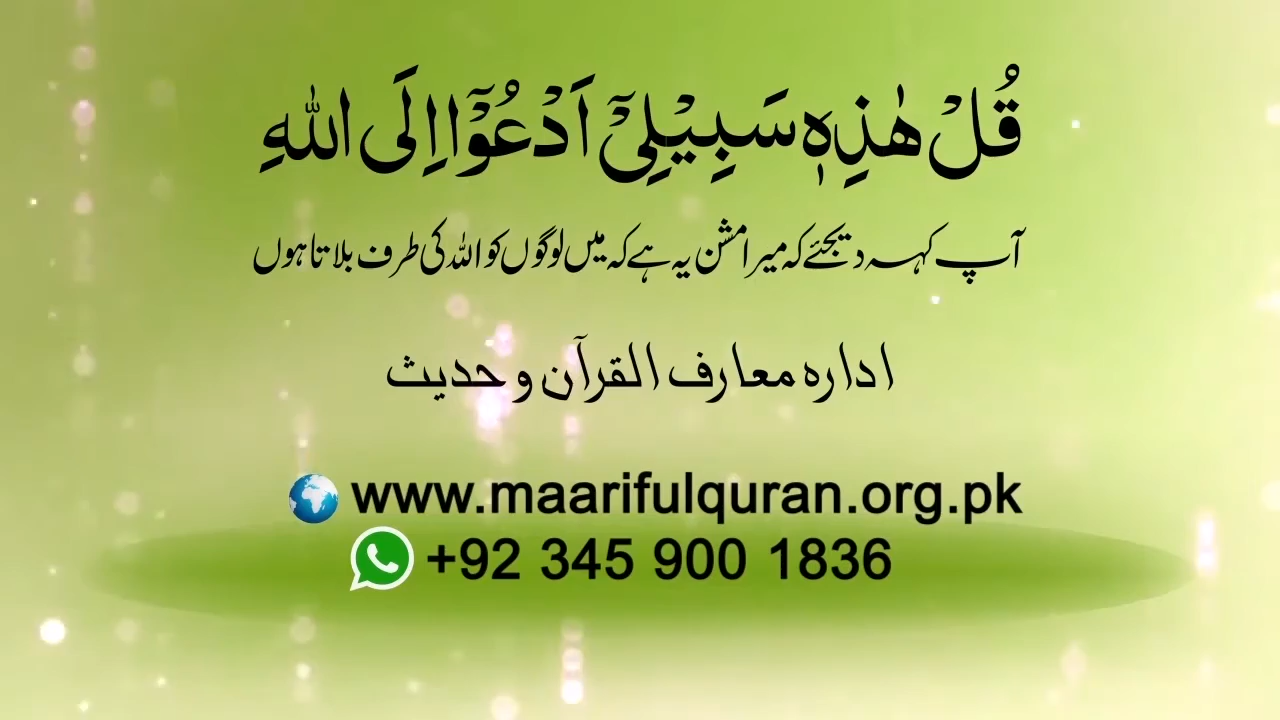 قُلْ هٰذِهٖ سَبِيْلِيْٓ اَدْعُوْٓا اِلَى اللّٰهِ
آپ کہہ دیجئے کہ میرا مشن یہ ہے کہ میں لوگوں کو اللہ کی طرف بلاتا ہوں
ادارہ معارف القرآن و حدیث
www.maarifulquran.org.pk
+92 345 900 1836